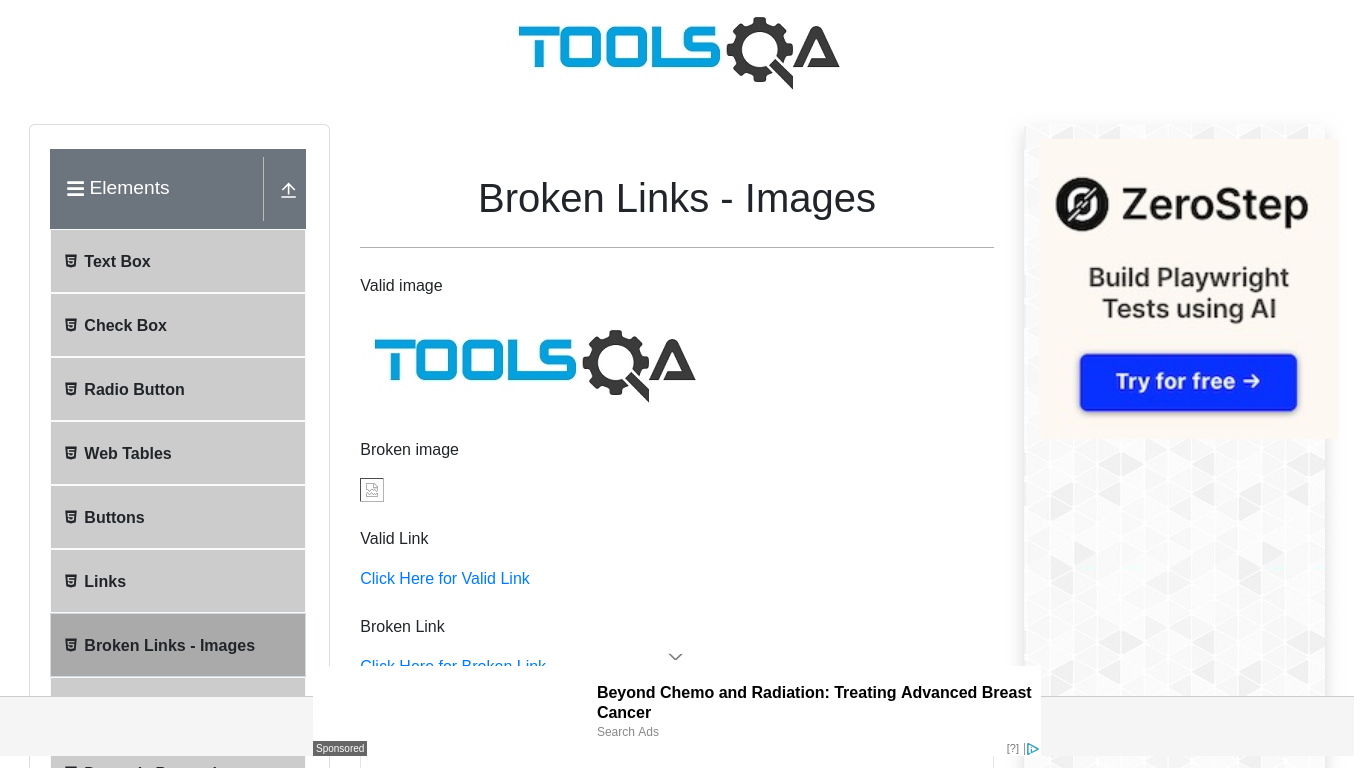 TOOLSQA
Elements
Text Box
Check Box
Radio Button
Web Tables
Buttons
Links
Broken Links - Images
Broken Links - Images
Valid image
TOOLSQA
Broken image
Valid Link
Click Here for Valid Link
Broken Link
Click Here for Broken Link
ZeroStep
Build Playwright
Tests using AI
Try for free →
Beyond Chemo and Radiation: Treating Advanced Breast
Cancer
Search Ads
Sponsored
[?]